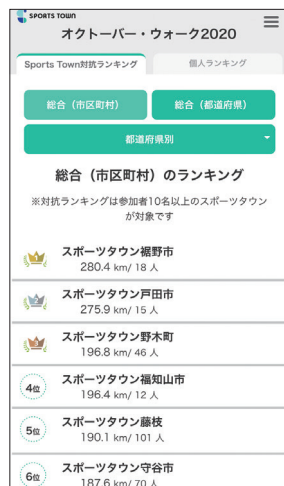 SPORTS TOWN
オクトーバー・ウォーク2020
Sports Town対抗ランキング
個人ランキング
総合（市区町村）
総合（都道府県）
都道府県別
総合（市区町村）のランキング
※対抗ランキングは参加者10名以上のスポーツタウン
が対象です
1
スポーツタウン裾野市
280.4 km/ 18 人
2
スポーツタウン戸田市
275.9 km/ 15 人
3
スポーツタウン野木町
196.8 km/ 46 人
4位
スポーツタウン福知山市
196.4 km/ 12 人
5位
スポーツタウン藤枝
190.1 km/ 101 人
6位
スポーツタウン守谷市
187.6 km/ 70 人